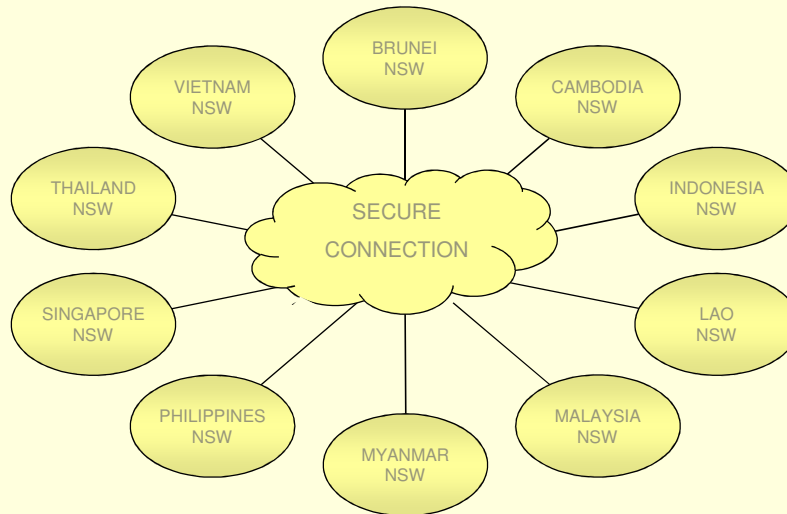 BRUNEI
NSW
VIETNAM
NSW
CAMBODIA
NSW
THAILAND
NSW
SECURE
CONNECTION
INDONESIA
NSW
SINGAPORE
NSW
LAO
NSW
PHILIPPINES
NSW
MALAYSIA
NSW
MYANMAR
NSW